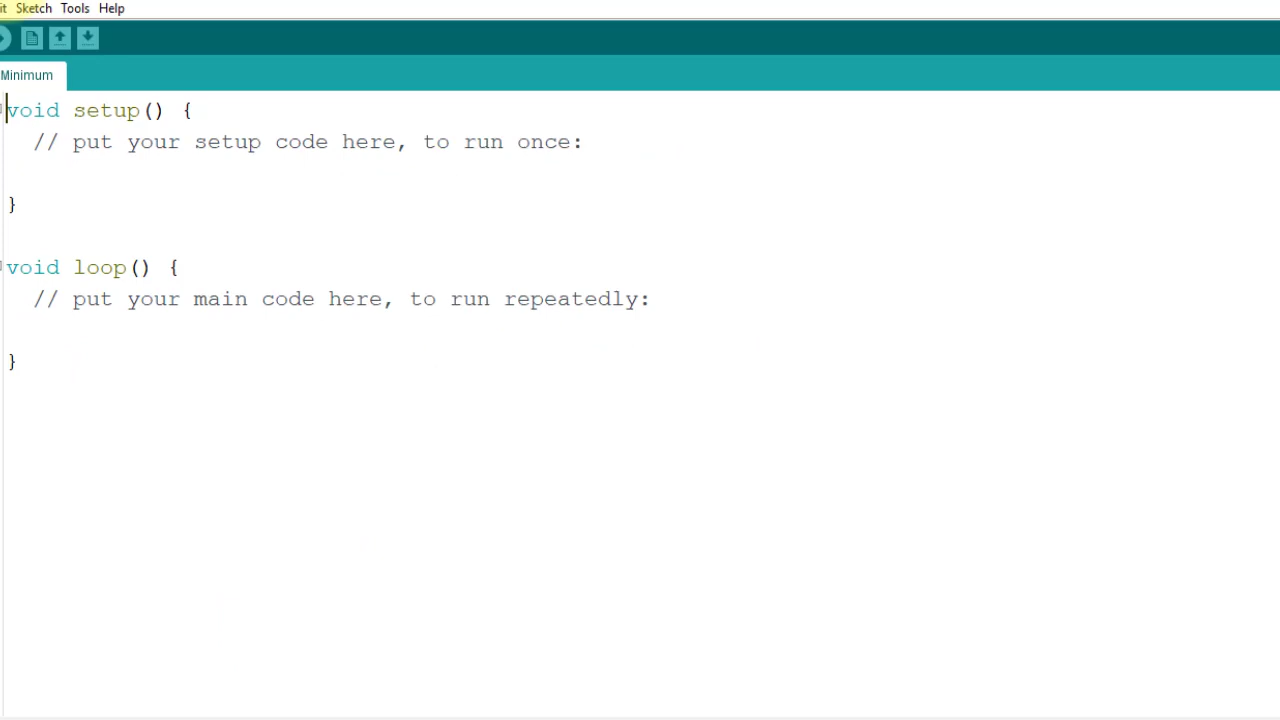 it Sketch Tools Help
Minimum
void setup() {
  // put your setup code here, to run once:
}
void loop() {
  // put your main code here, to run repeatedly:
}